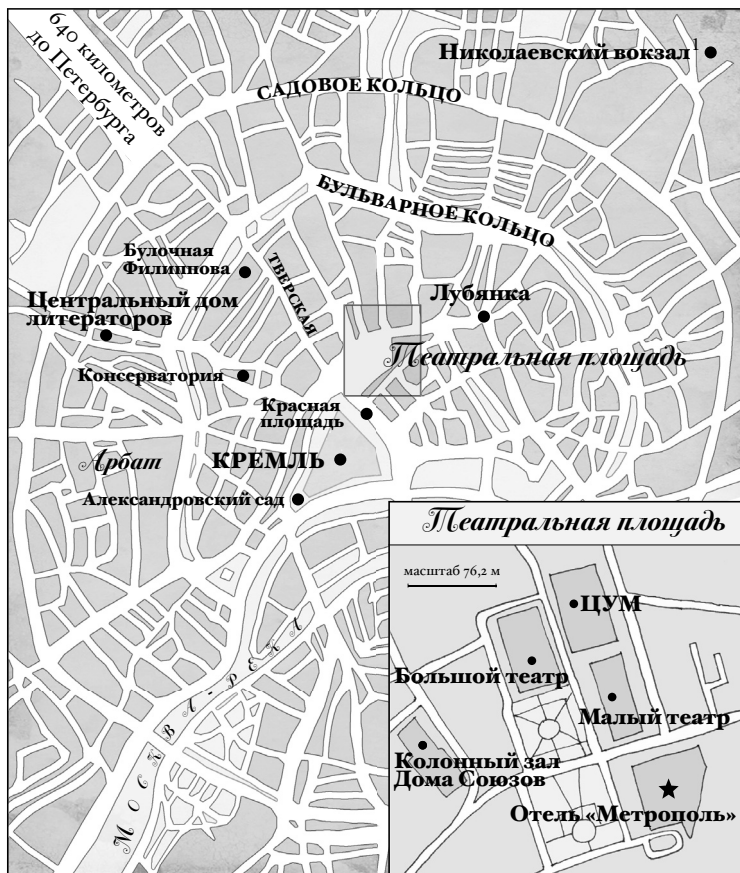 640 километров
до Петербурга
Николаевский вокзал¹
САДОВОЕ КОЛЬЦО
БУЛЬВАРНОЕ КОЛЬЦО
Булочная
Филиппова
ТВЕРСКАЯ
Центральный дом
литераторов
Лубянка
Театральная площадь
Консерватория
Красная
площадь
Арбат
КРЕМЛЬ
Александровский сад
МОСКВА-РЕКА
Театральная площадь
масштаб 76,2 м
ЦУМ
Большой театр
Малый театр
Колонный зал
Дома Союзов
Отель «Метрополь»